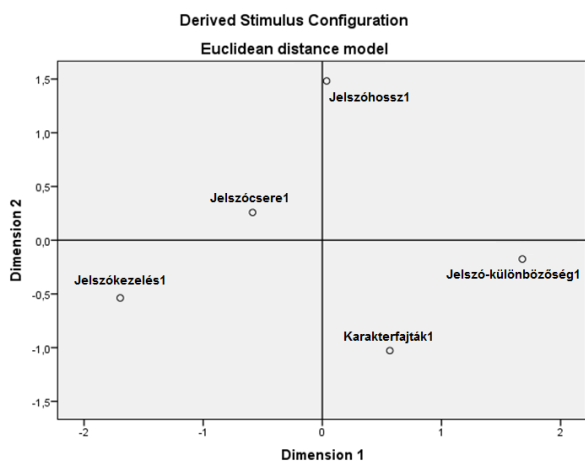 Derived Stimulus Configuration
Euclidean distance model
1,5
Jelszóhossz1
1,0
0,5
Jelszócsere1
Dimension 2
0,0
Jelszókezelés1
Jelszó-különbözőség1
-0,5
Karakterfajták1
-1,0
-1,5
-2 -1 0 1 2
Dimension 1